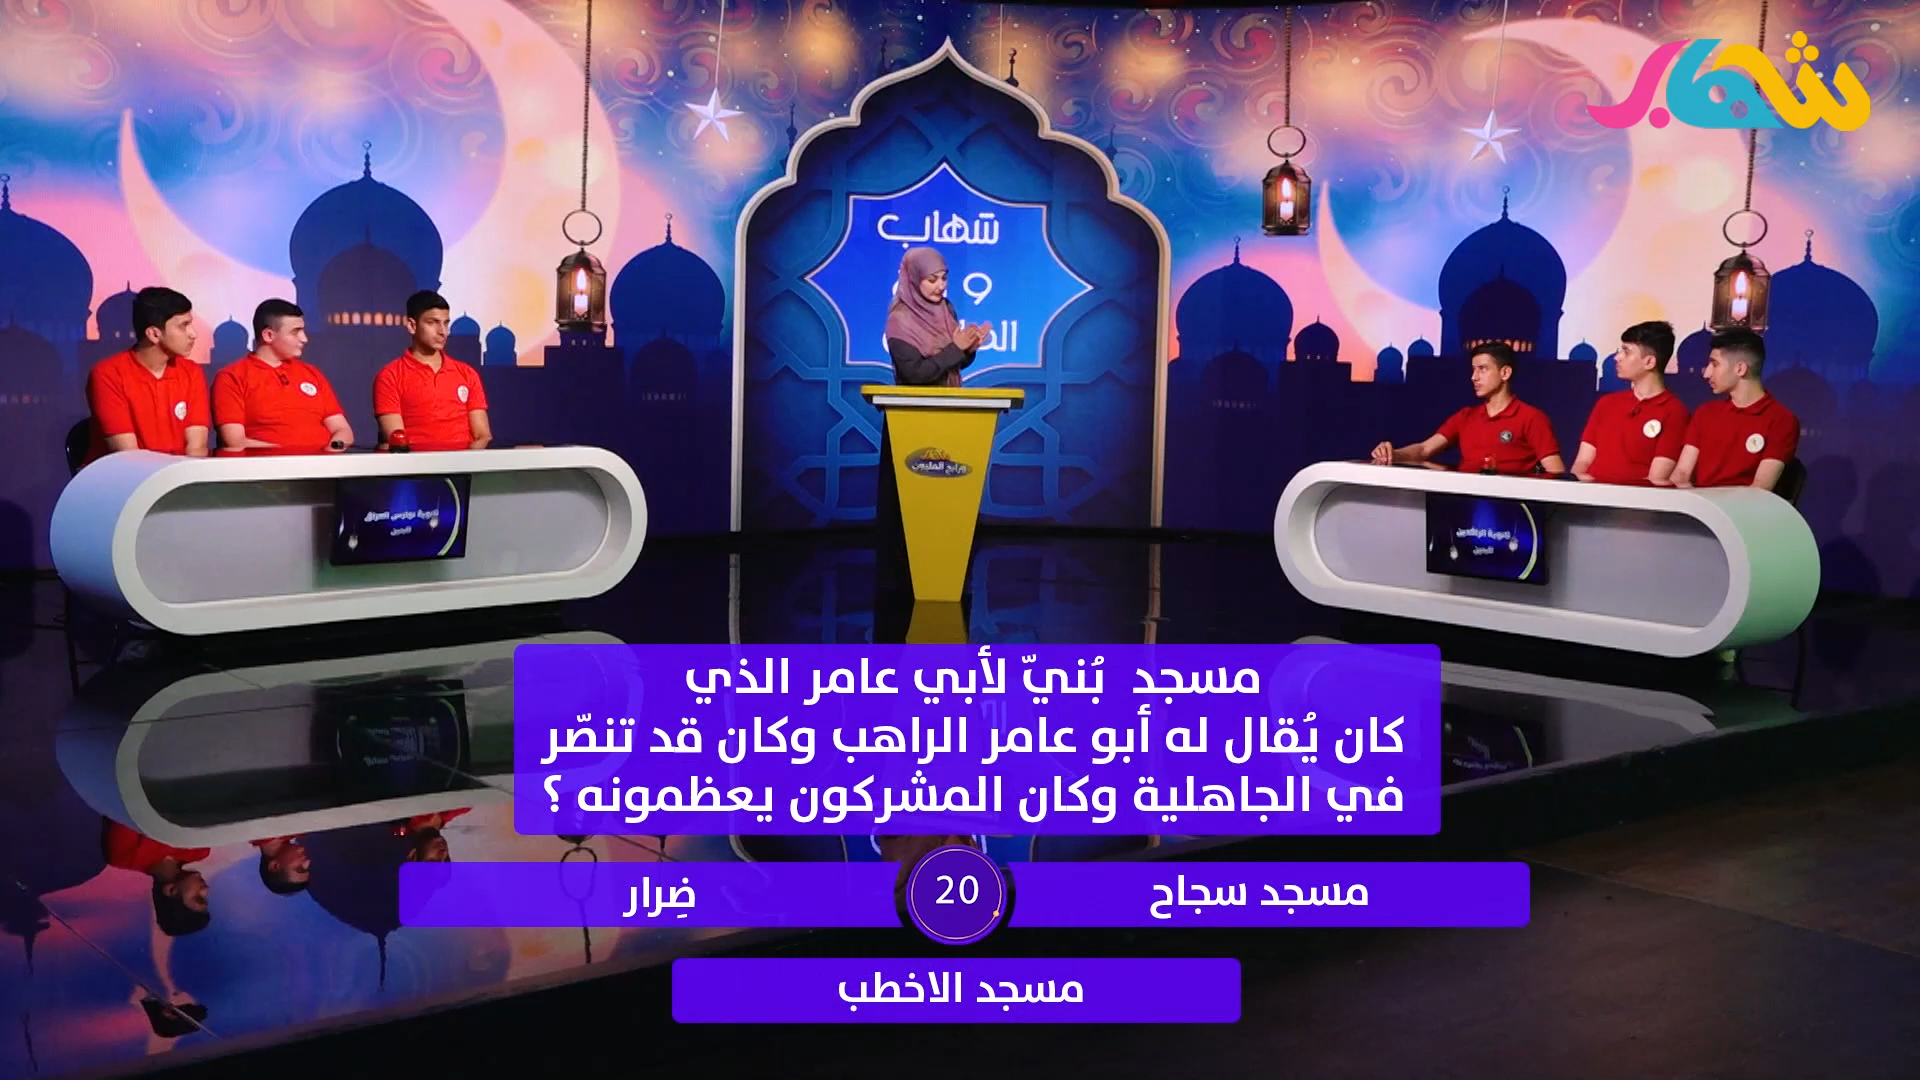 شهاب
شهاب
9
مسجد بُنيّ لأبي عامر الذي
كان يُقال له أبو عامر الراهب وكان قد تنصّر
في الجاهلية وكان المشركون يعظمونه ؟
مسجد سجاح
20
ضِرار
مسجد الاخطب